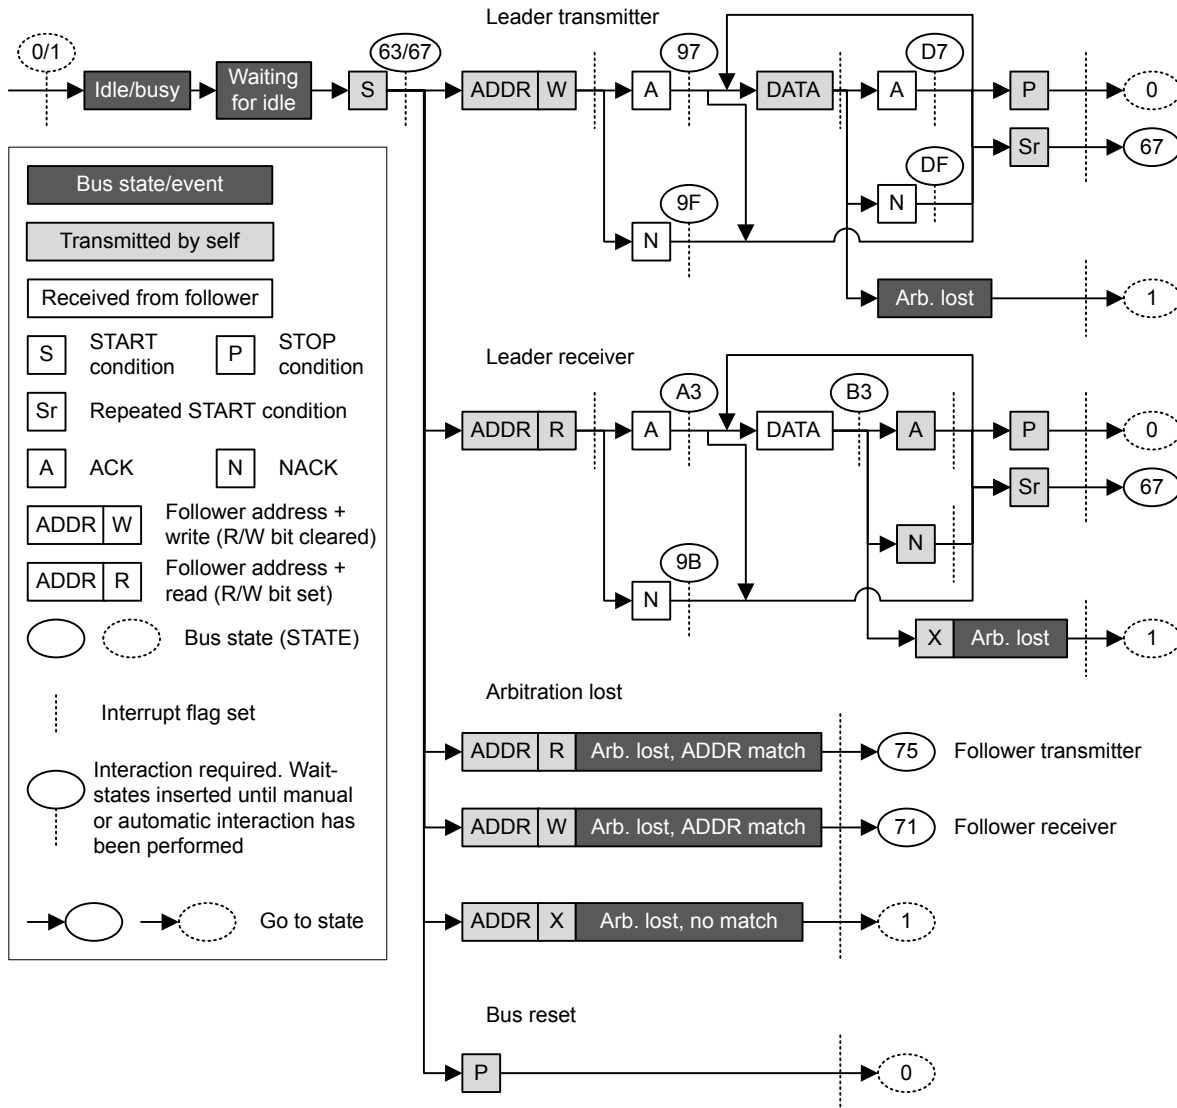 Leader transmitter
0/1
63/67
97
D7
Idle/busy
Waiting
for idle
S
ADDR W
A
DATA
A
P
0
Sr
67
DF
N
9F
N
Arb. lost
1
Bus state/event
Transmitted by self
Received from follower
S
START
condition
P
STOP
condition
Sr
Repeated START condition
A
ACK
N
NACK
ADDR W
Follower address +
write (R/W bit cleared)
ADDR R
Follower address +
read (R/W bit set)
Bus state (STATE)
Interrupt flag set
Interaction required. Wait-
states inserted until manual
or automatic interaction has
been performed
Go to state
Leader receiver
A3
B3
ADDR R
A
DATA
A
P
0
Sr
67
N
9B
N
X Arb. lost
1
Arbitration lost
ADDR R Arb. lost, ADDR match
75
Follower transmitter
ADDR W Arb. lost, ADDR match
71
Follower receiver
ADDR X Arb. lost, no match
1
Bus reset
P
0